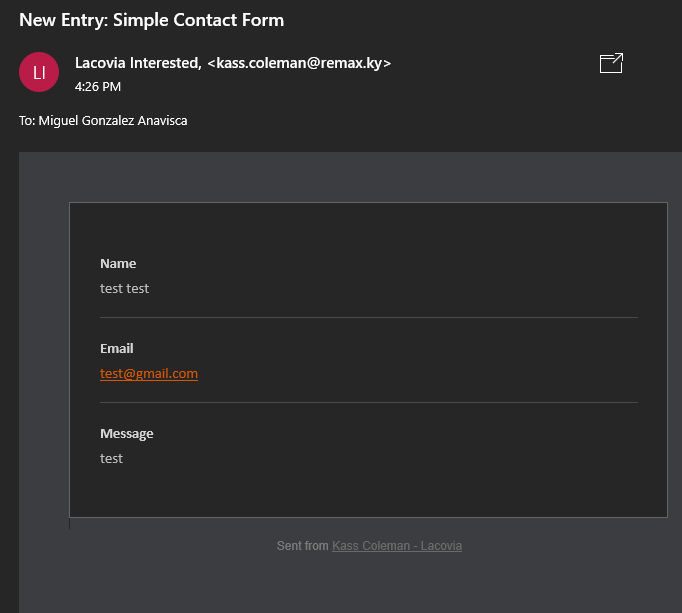 New Entry: Simple Contact Form
LI
Lacovia Interested, <kass.coleman@remax.ky>
4:26 PM
To: Miguel Gonzalez Anavisca
Name
test test
Email
test@gmail.com
Message
test
Sent from Kass Coleman - Lacovia